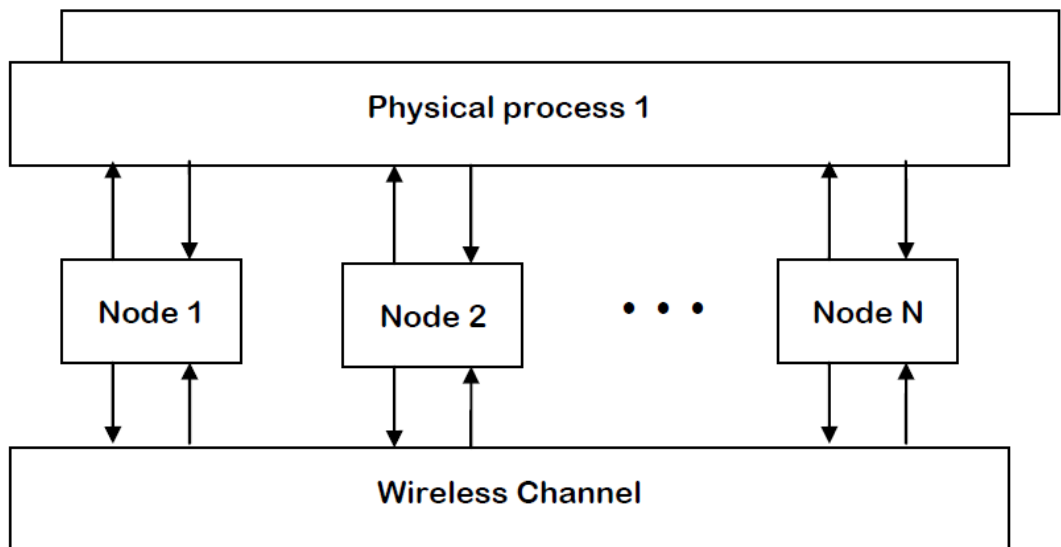 Physical process 1
Node 1
Node 2
• • •
Node N
Wireless Channel